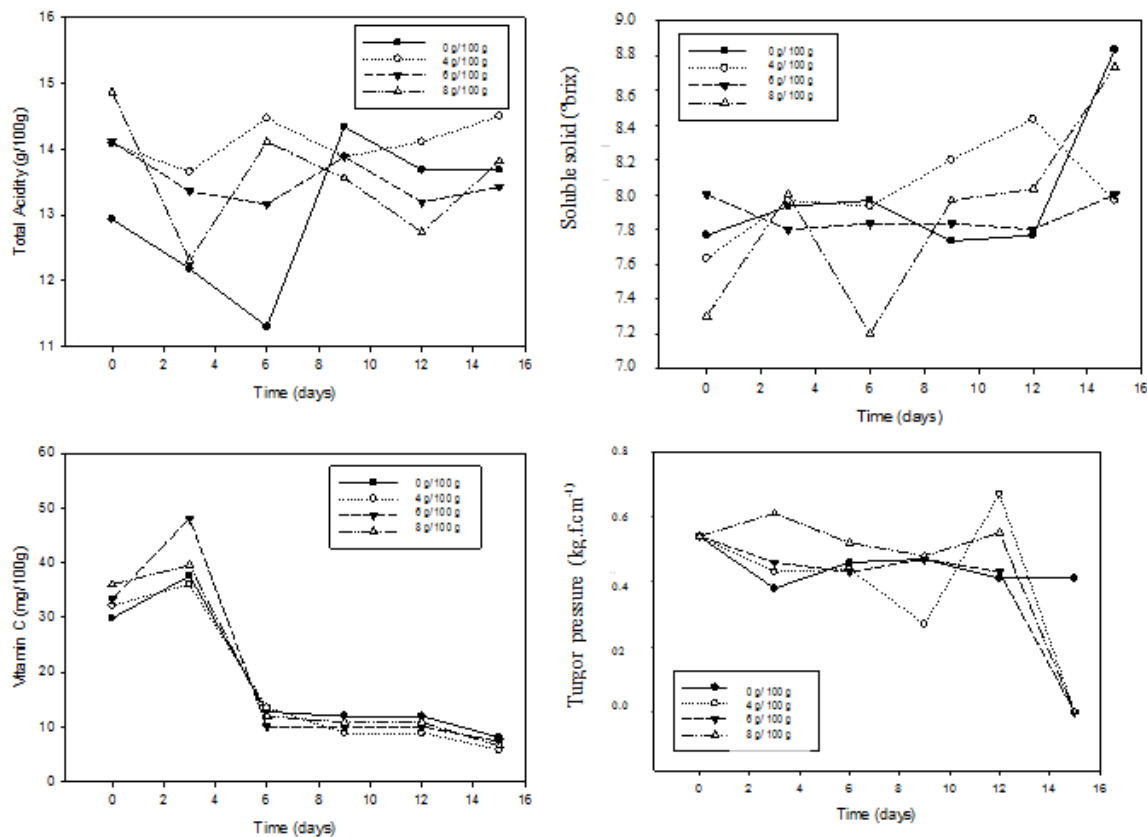 16
15
14
13
12
11
Total Acidity (g/100g)
0 g/100 g
4 g/100 g
6 g/100 g
8 g/100 g
0 2 4 6 8 10 12 14 16
Time (days)
9.0
8.8
8.6
8.4
8.2
8.0
7.8
7.6
7.4
7.2
7.0
Soluble solid (°brix)
0 g/ 100 g
4 g/ 100 g
6 g/ 100 g
8 g/ 100 g
0 2 4 6 8 10 12 14 16
Time (days)
60
50
40
30
20
10
0
Vitamin C (mg/100g)
0 g/100 g
4 g/100 g
6 g/100 g
8 g/100 g
0 2 4 6 8 10 12 14 16
Time (days)
0.8
0.6
0.4
02
0.0
Turgor pressure (kg.f.cm⁻¹)
0 g/ 100 g
4 g/ 100 g
6 g/ 100 g
8 g/ 100 g
0 2 4 6 8 10 12 14 16
Time (days)